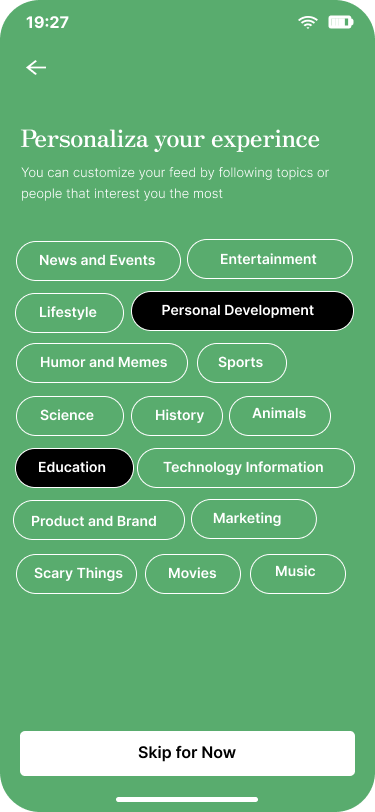 19:27
Personaliza your experince
You can customize your feed by following topics or
people that interest you the most
News and Events
Entertainment
Lifestyle
Personal Development
Humor and Memes
Sports
Science
History
Animals
Education
Technology Information
Product and Brand
Marketing
Scary Things
Movies
Music
Skip for Now